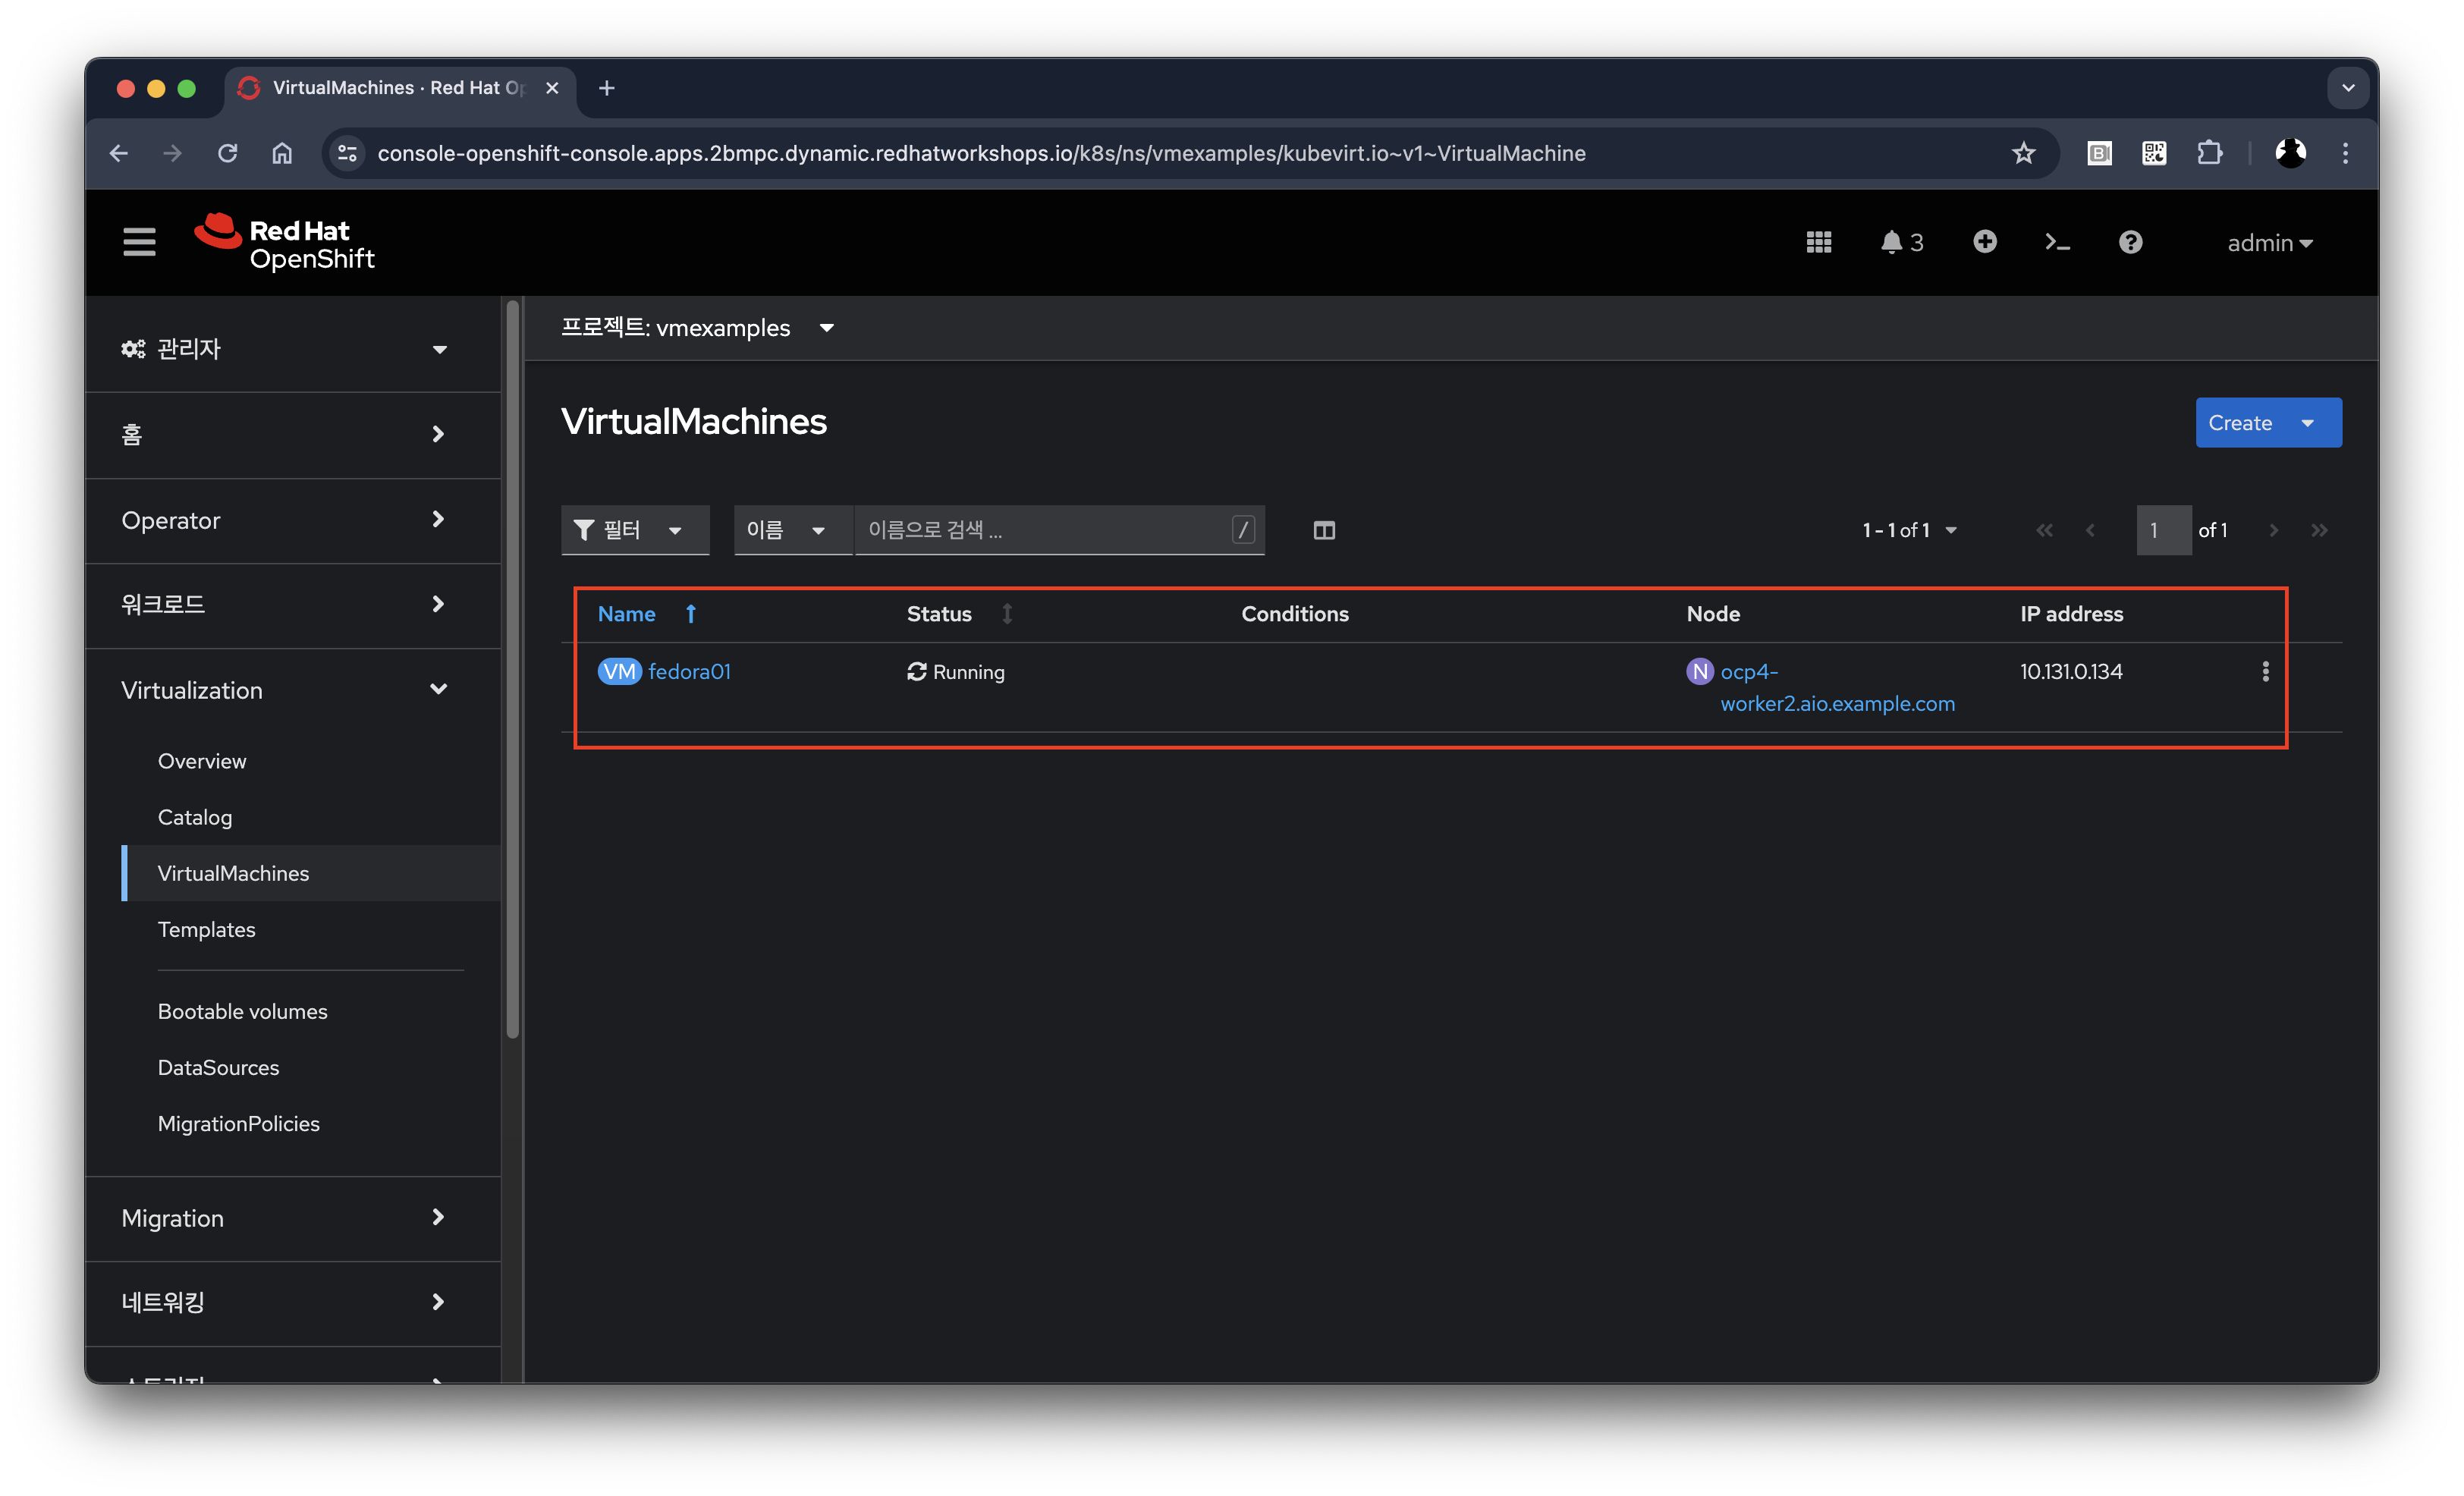 VirtualMachines · Red Hat Op
console-openshift-console.apps.2bmpc.dynamic.redhatworkshops.io/k8s/ns/vmexamples/kubevirt.io~v1~VirtualMachine
Red Hat
OpenShift
3
admin
관리자
홈
Operator
워크로드
Virtualization
Overview
Catalog
VirtualMachines
Templates
Bootable volumes
DataSources
MigrationPolicies
Migration
네트워킹
프로젝트: vmexamples
VirtualMachines
Create
필터
이름
이름으로 검색 ...
/
1 - 1 of 1
1 of 1
Name Status Conditions Node IP address
VM fedora01 Running N ocp4-worker2.aio.example.com 10.131.0.134